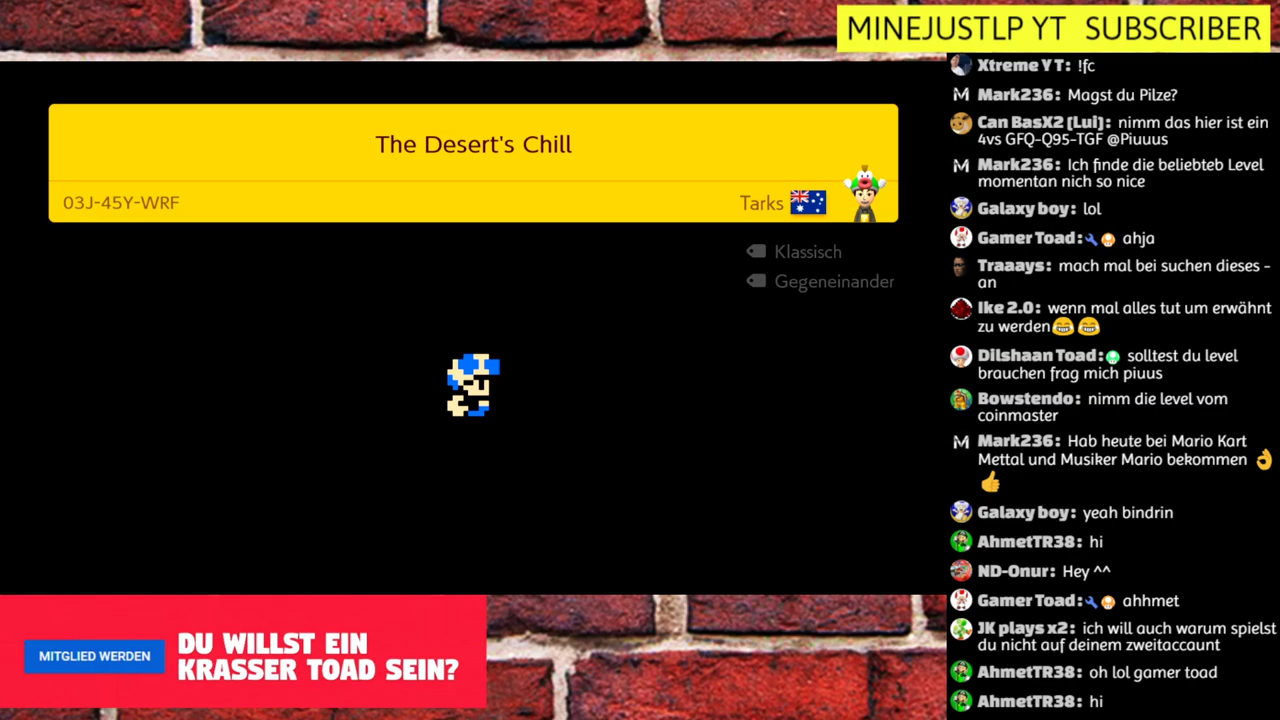 MINEJUSTLP YT SUBSCRIBER
The Desert's Chill
03J-45Y-WRF
Tarks
Klassisch
Gegeneinander
MITGLIED WERDEN
DU WILLST EIN
KRASSER TOAD SEIN?
Xtreme Y T: !fc
Mark236: Magst du Pilze?
Can BasX2 [Lui]: nimm das hier ist ein
4vs GFQ-Q95-TGF @Piuuus
Mark236: Ich finde die beliebteb Level
momentan nich so nice
Galaxy boy: lol
Gamer Toad: ahja
Traaays: mach mal bei suchen dieses -
an
Ike 2.0: wenn mal alles tut um erwähnt
zu werden😂😂
Dilshaan Toad: solltest du level
brauchen frag mich piuus
Bowstendo: nimm die level vom
coinmaster
Mark236: Hab heute bei Mario Kart
Mettal und Musiker Mario bekommen 👌
👍
Galaxy boy: yeah bindrin
AhmetTR38: hi
ND-Onur: Hey ^^
Gamer Toad: ahhmet
JK plays x2: ich will auch warum spielst
du nicht auf deinem zweitaccaunt
AhmetTR38: oh lol gamer toad
AhmetTR38: hi